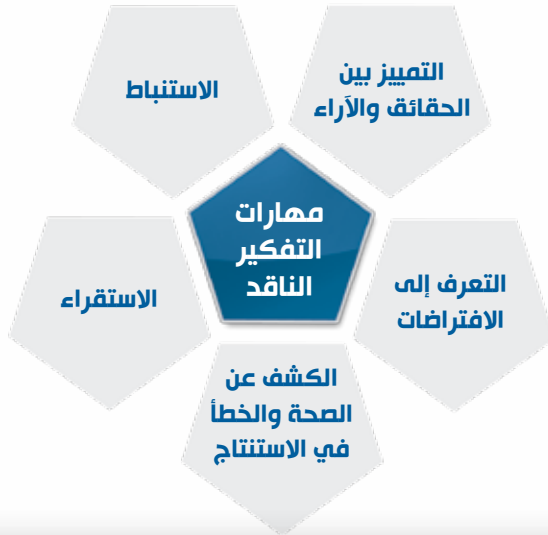 التمييز بين
الحقائق والآراء
الاستنباط
مهارات
التفكير
الناقد
التعرف إلى
الافتراضات
الاستقراء
الكشف عن
الصحة والخطأ
في الاستنتاج